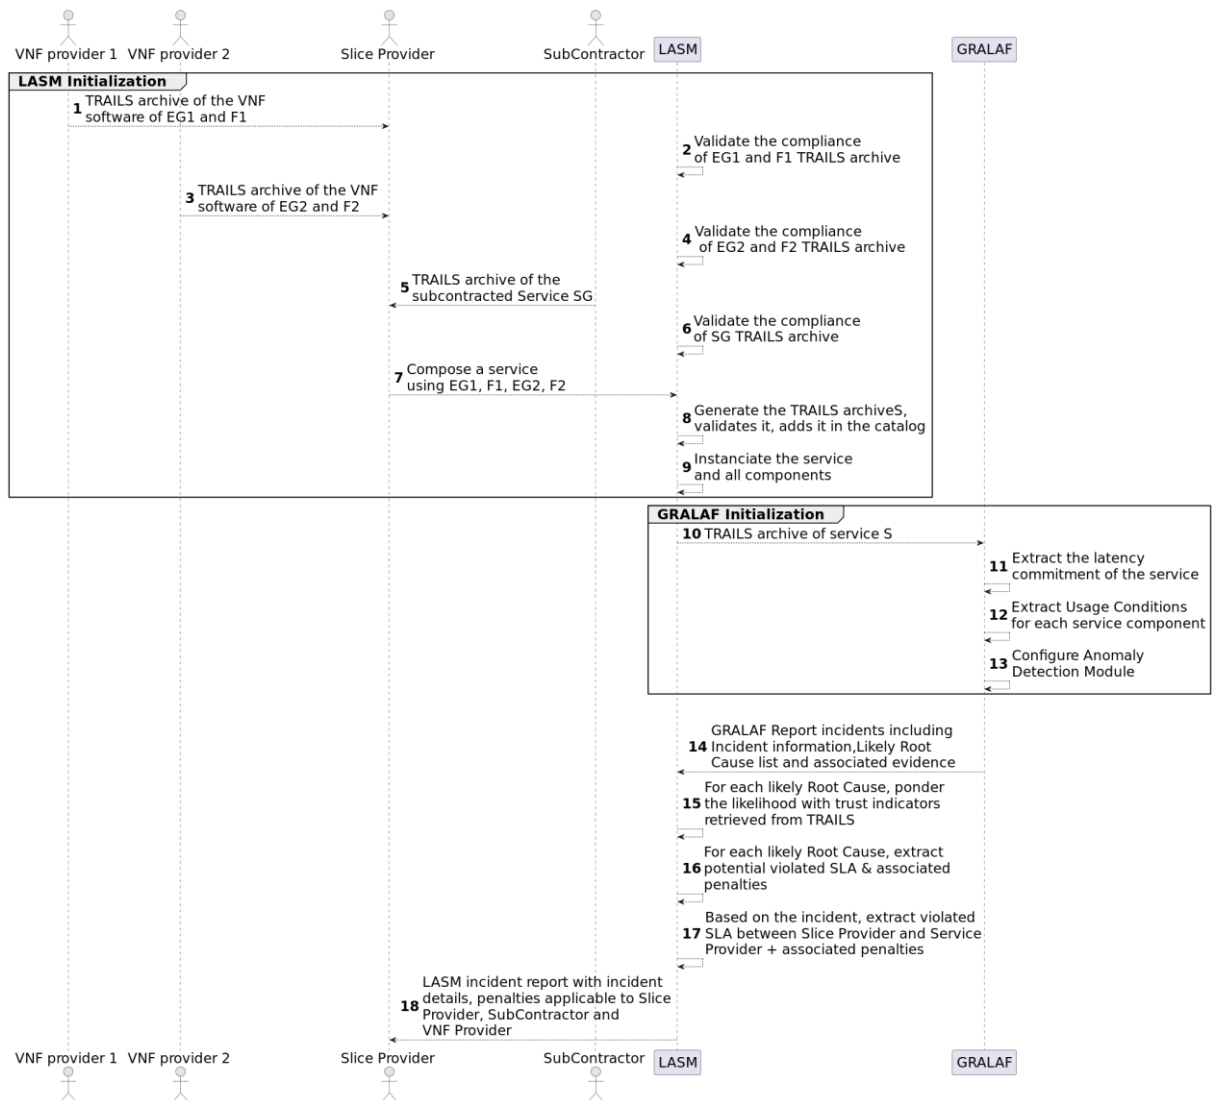 VNF provider 1 VNF provider 2 Slice Provider SubContractor LASM GRALAF
LASM Initialization
1 TRAILS archive of the VNF
software of EG1 and F1
2 Validate the compliance
of EG1 and F1 TRAILS archive
3 TRAILS archive of the VNF
software of EG2 and F2
4 Validate the compliance
of EG2 and F2 TRAILS archive
5 TRAILS archive of the
subcontracted Service SG
6 Validate the compliance
of SG TRAILS archive
7 Compose a service
using EG1, F1, EG2, F2
8 Generate the TRAILS archiveS,
validates it, adds it in the catalog
9 Instanciate the service
and all components
GRALAF Initialization
10 TRAILS archive of service S
11 Extract the latency
commitment of the service
12 Extract Usage Conditions
for each service component
13 Configure Anomaly
Detection Module
GRALAF Report incidents including
14 Incident information,Likely Root
Cause list and associated evidence
For each likely Root Cause, ponder
15 the likelihood with trust indicators
retrieved from TRAILS
For each likely Root Cause, extract
16 potential violated SLA & associated
penalties
Based on the incident, extract violated
17 SLA between Slice Provider and Service
Provider + associated penalties
LASM incident report with incident
details, penalties applicable to Slice
18 Provider, SubContractor and
VNF Provider
VNF provider 1 VNF provider 2 Slice Provider SubContractor LASM GRALAF